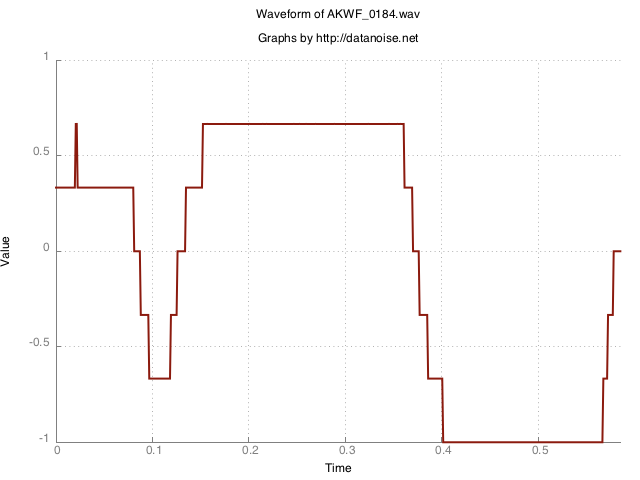 Waveform of AKWF_0184.wav
Graphs by http://datanoise.net
1
0.5
0
-0.5
-1
Value
0 0.1 0.2 0.3 0.4 0.5
Time